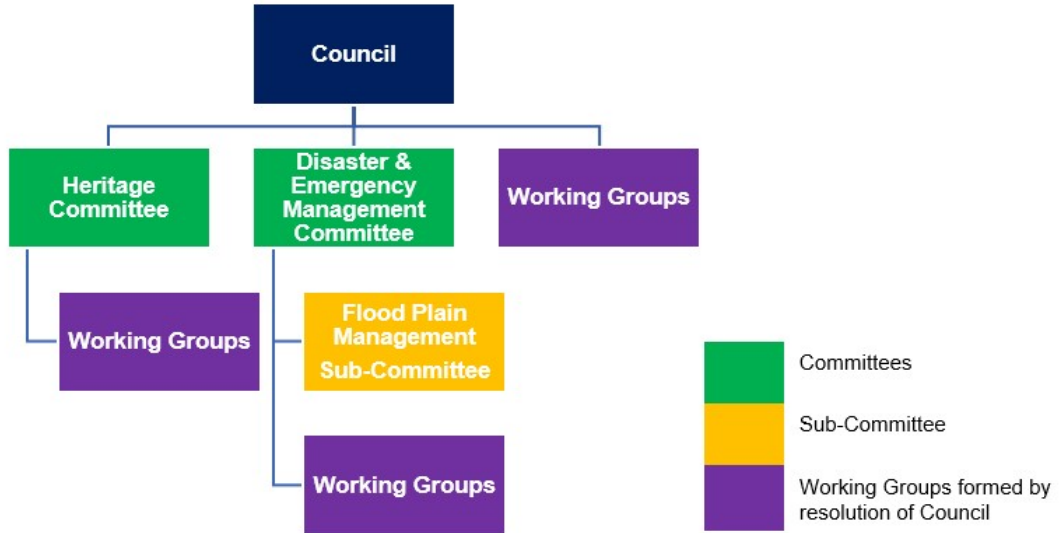 Council
Heritage
Committee
Disaster &
Emergency
Management
Committee
Working Groups
Working Groups
Flood Plain
Management
Sub-Committee
Working Groups
Committees
Sub-Committee
Working Groups formed by
resolution of Council